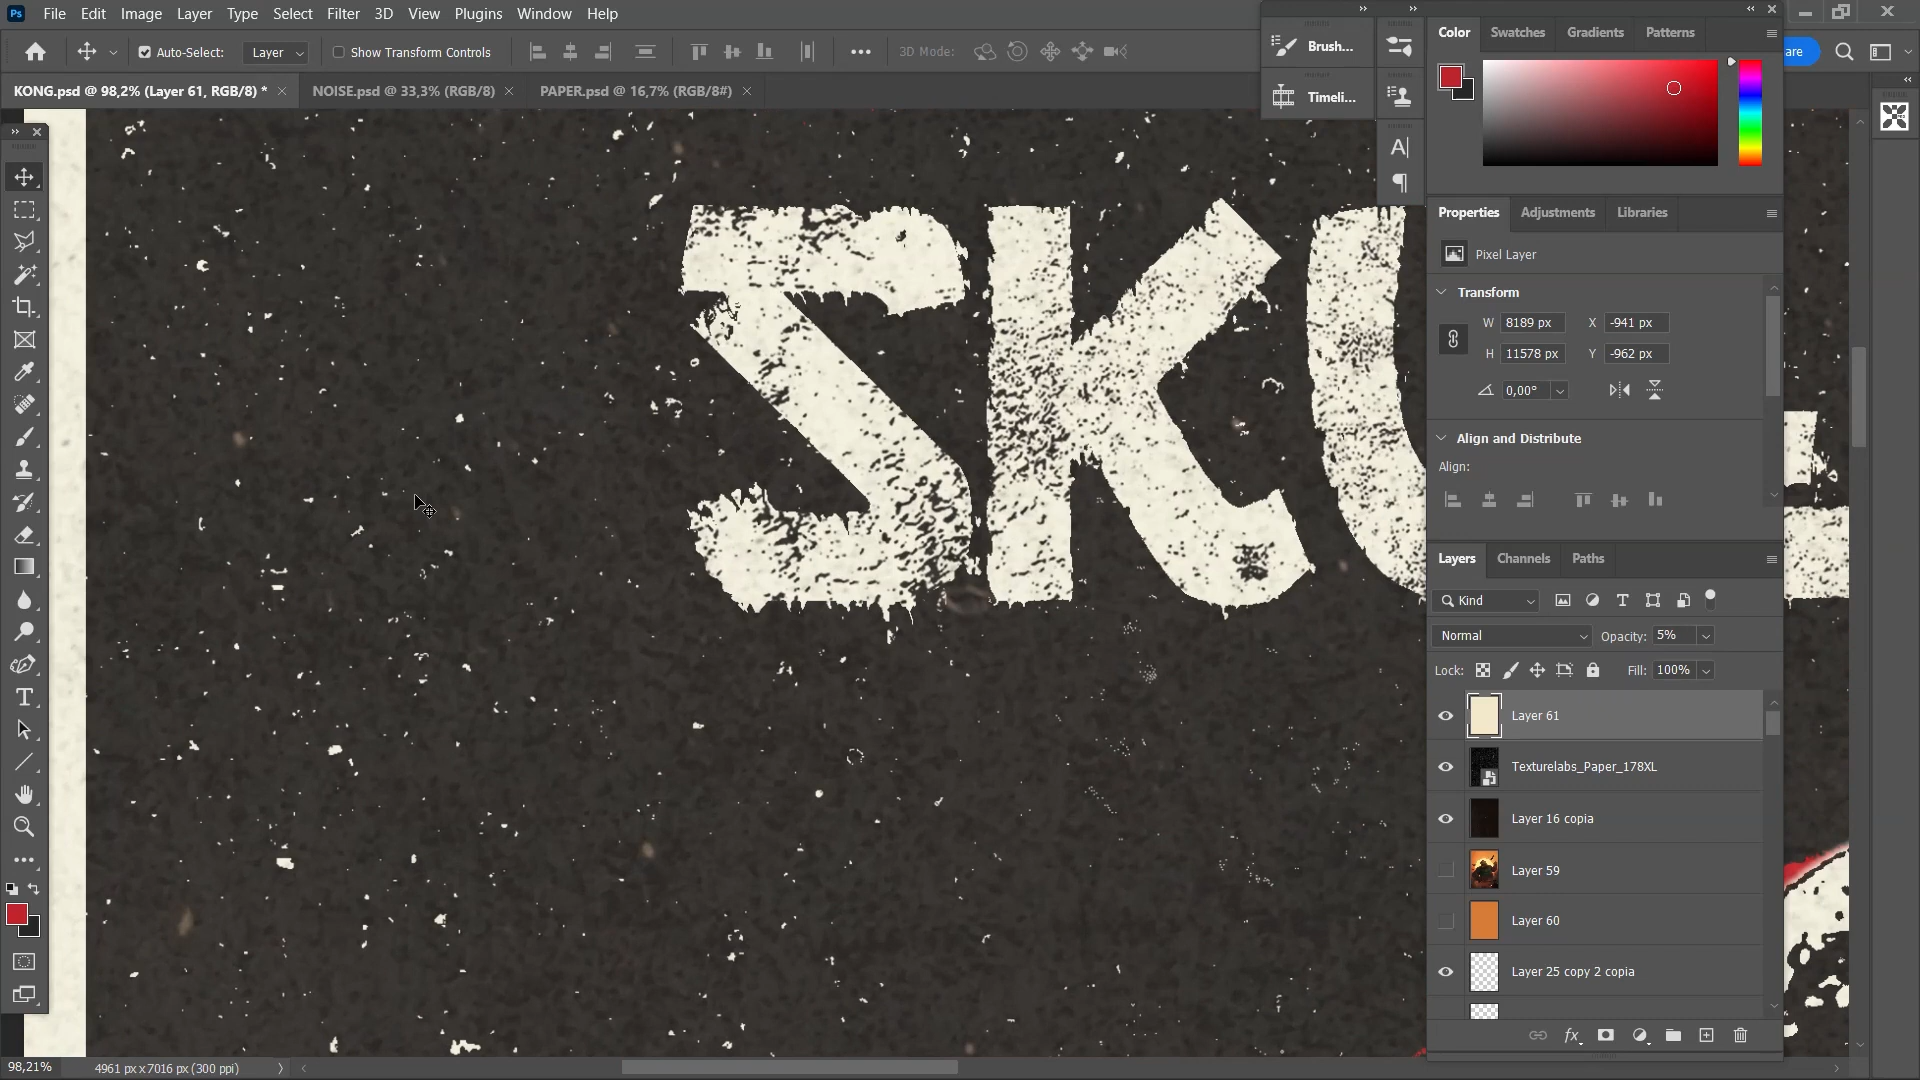 Ps File Edit Image Layer Type Select Filter 3D View Plugins Window Help
Auto-Select: Layer Show Transform Controls 3D Mode: are
KONG.psd @ 98,2% (Layer 61, RGB/8) * NOISE.psd @ 33,3% (RGB/8) PAPER.psd @ 16,7% (RGB/8#)
Brush...
Timeli...
Color Swatches Gradients Patterns
Properties Adjustments Libraries
Pixel Layer
Transform
W 8189 px X -941 px
H 11578 px Y -962 px
0,00°
Align and Distribute
Align:
SK
Layers Channels Paths
Kind
Normal Opacity: 5%
Lock: Fill: 100%
Layer 61
Texturelabs_Paper_178XL
Layer 16 copia
Layer 59
Layer 60
Layer 25 copy 2 copia
98,21% 4961 px x 7016 px (300 ppi)